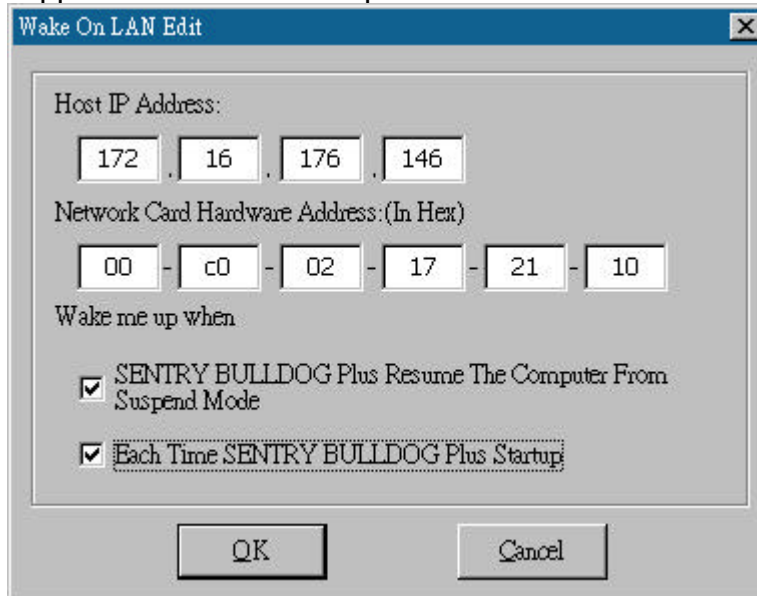 Wake On LAN Edit
Host IP Address:
172 . 16 . 176 . 146
Network Card Hardware Address:(In Hex)
00 - c0 - 02 - 17 - 21 - 10
Wake me up when
SENTRY BULLDOG Plus Resume The Computer From
Suspend Mode
Each Time SENTRY BULLDOG Plus Startup
OK Cancel